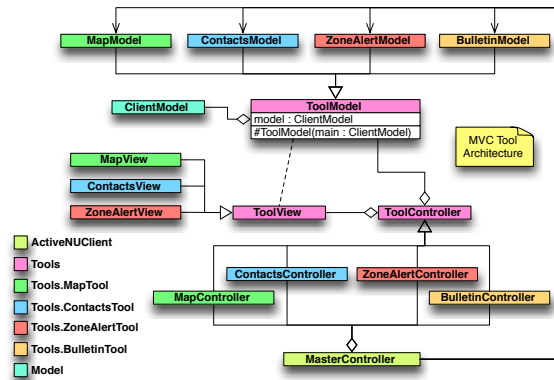 MapModel
ContactsModel
ZoneAlertModel
BulletinModel
ClientModel
ToolModel
model : ClientModel
#ToolModel(main : ClientModel)
MVC Tool
Architecture
MapView
ContactsView
ZoneAlertView
ToolView
ToolController
ActiveNUClient
Tools
Tools.MapTool
Tools.ContactsTool
Tools.ZoneAlertTool
Tools.BulletinTool
Model
ContactsController
ZoneAlertController
MapController
BulletinController
MasterController